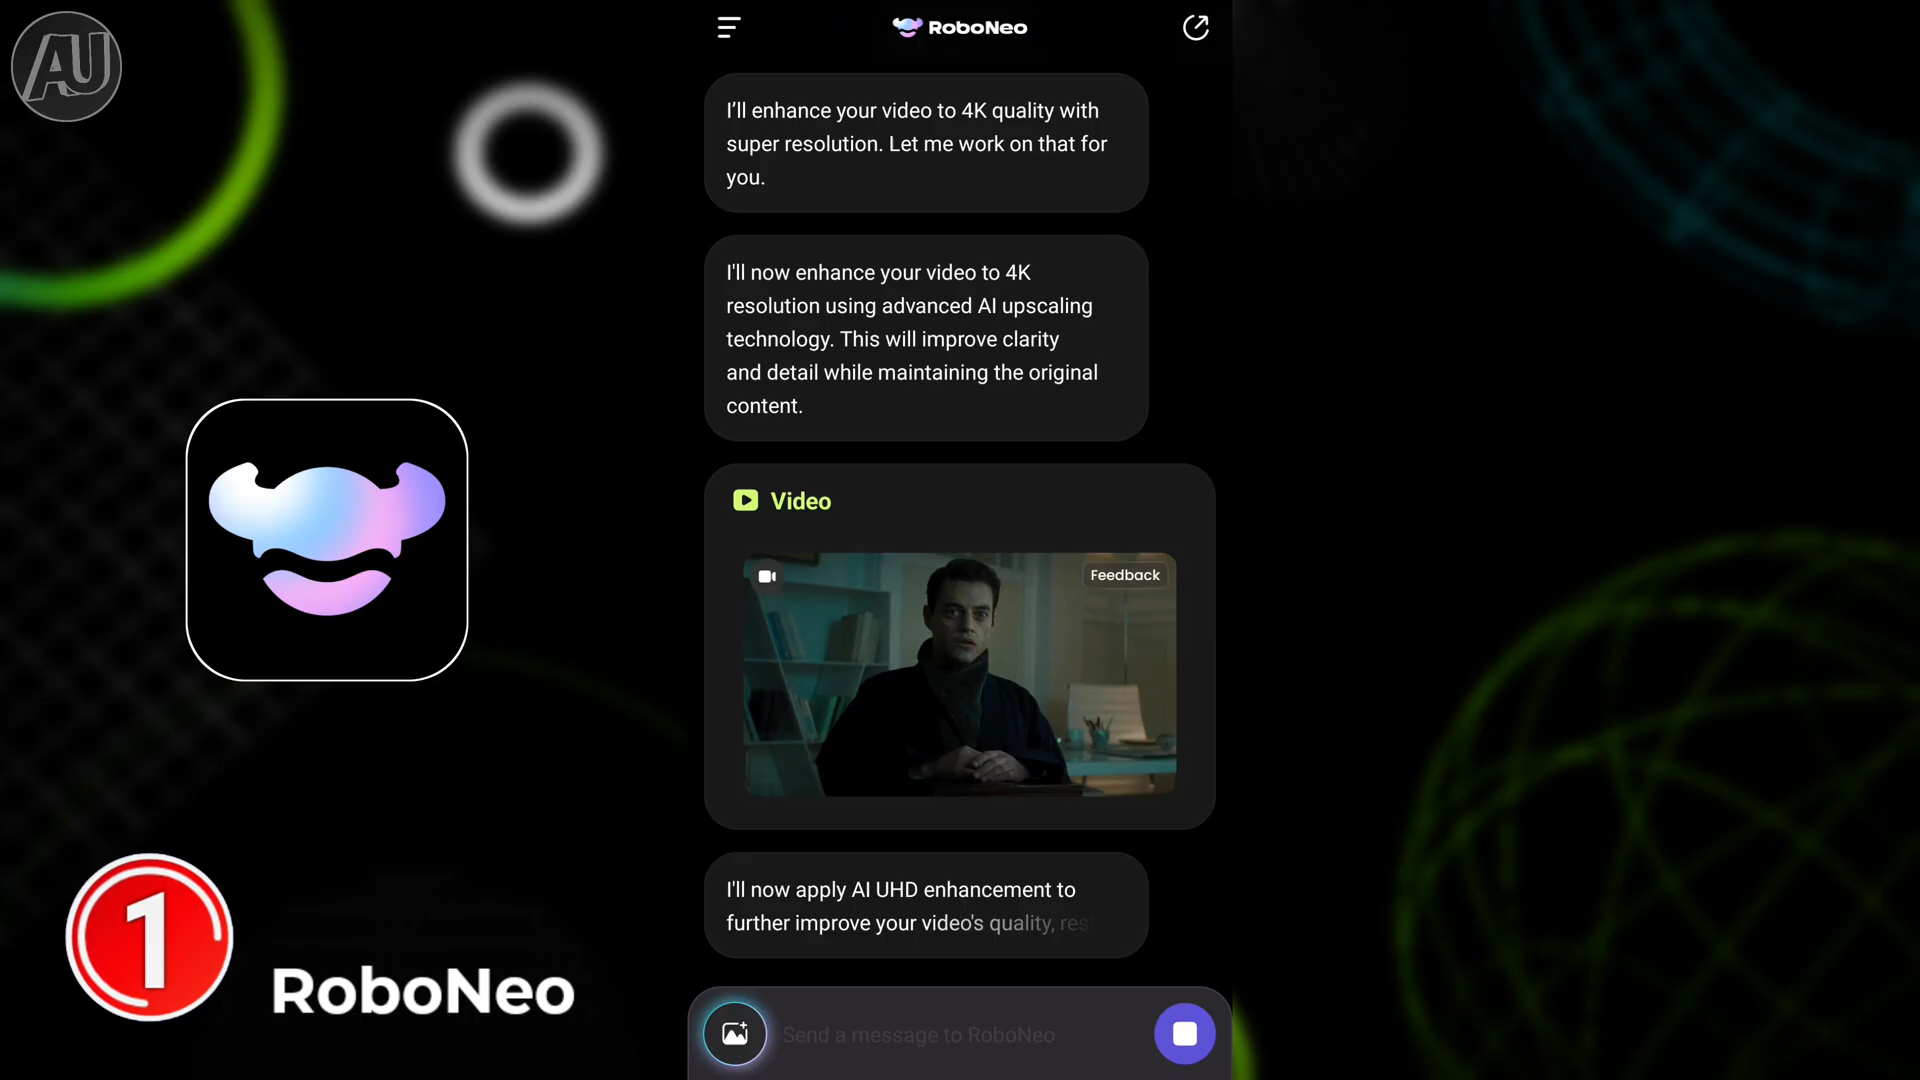 AU
RoboNeo
I'll enhance your video to 4K quality with
super resolution. Let me work on that for
you.
I'll now enhance your video to 4K
resolution using advanced AI upscaling
technology. This will improve clarity
and detail while maintaining the original
content.
Video
Feedback
I'll now apply AI UHD enhancement to
further improve your video's quality, res
Send a message to RoboNeo
1
RoboNeo